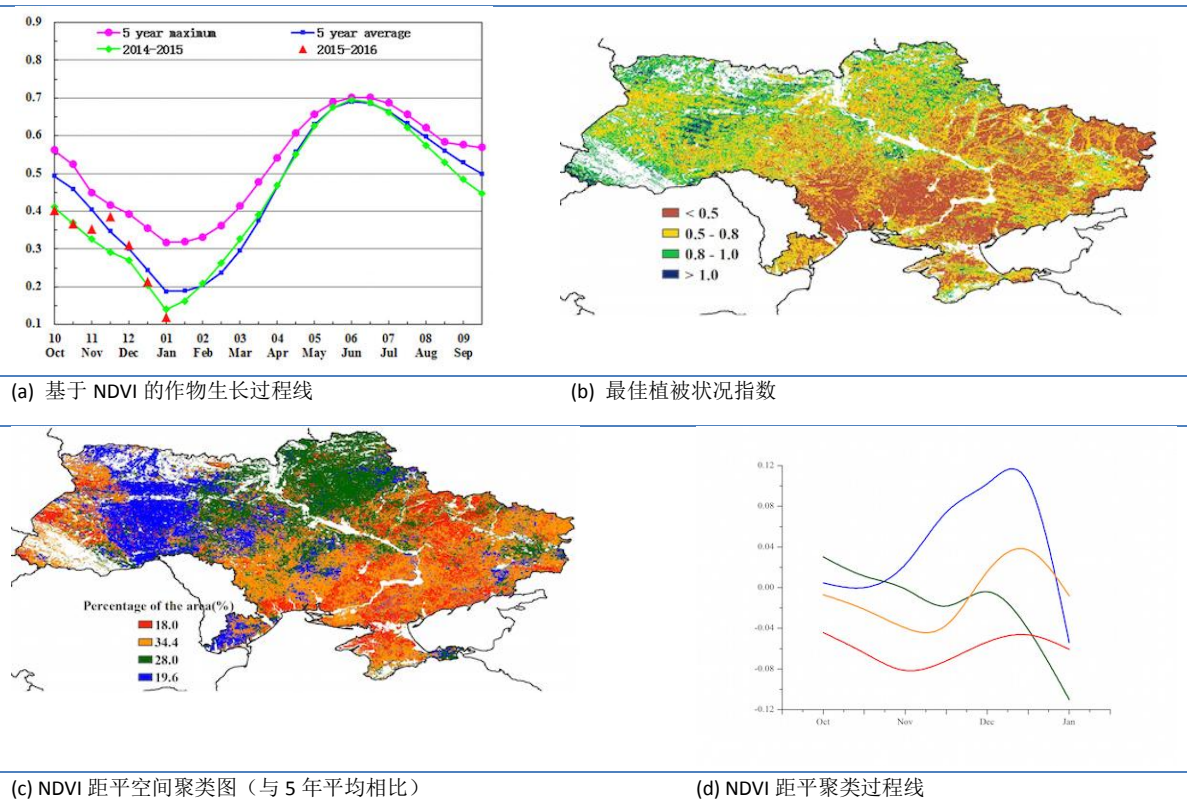 0.9
5 year maximum 5 year average
2014-2015 2015-2016
0.8
0.7
0.6
0.5
0.4
0.3
0.2
0.1
10 11 12 01 02 03 04 05 06 07 08 09
Oct Nov Dec Jan Feb Mar Apr May Jun Jul Aug Sep
< 0.5
0.5 - 0.8
0.8 - 1.0
> 1.0
(a) 基于 NDVI 的作物生长过程线
(b) 最佳植被状况指数
Percentage of the area(%)
18.0
34.4
28.0
19.6
0.12
0.08
0.04
0.00
-0.04
-0.08
-0.12
Oct Nov Dec Jan
(c) NDVI 距平空间聚类图（与 5 年平均相比）
(d) NDVI 距平聚类过程线